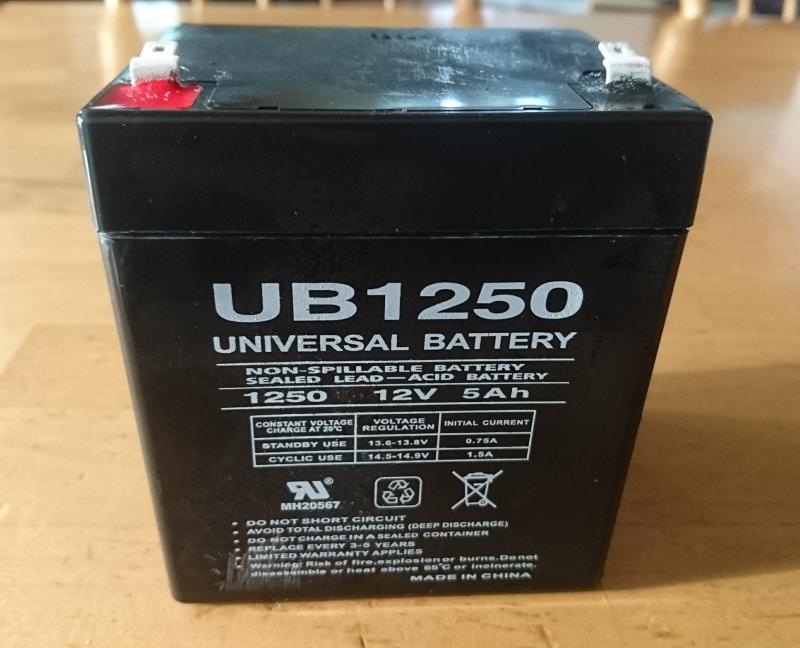 UB1250
UNIVERSAL BATTERY
NON-SPILLABLE BATTERY
SEALED LEAD—ACID BATTERY
1250 12V 5Ah
CONSTANT VOLTAGE CHARGE AT 20°C VOLTAGE REGULATION INITIAL CURRENT
STANDBY USE 13.6-13.8V 0.75A
CYCLIC USE 14.5-14.9V 1.5A
RU®
MH20567
• DO NOT SHORT CIRCUIT
• AVOID TOTAL DISCHARGING (DEEP DISCHARGE)
• DO NOT CHARGE IN A SEALED CONTAINER
• REPLACE EVERY 3-5 YEARS
• LIMITED WARRANTY APPLIES
Warning: Risk of fire,explosion or burns.Do not
disassemble or heat above 60°C or incinerate.
MADE IN CHINA